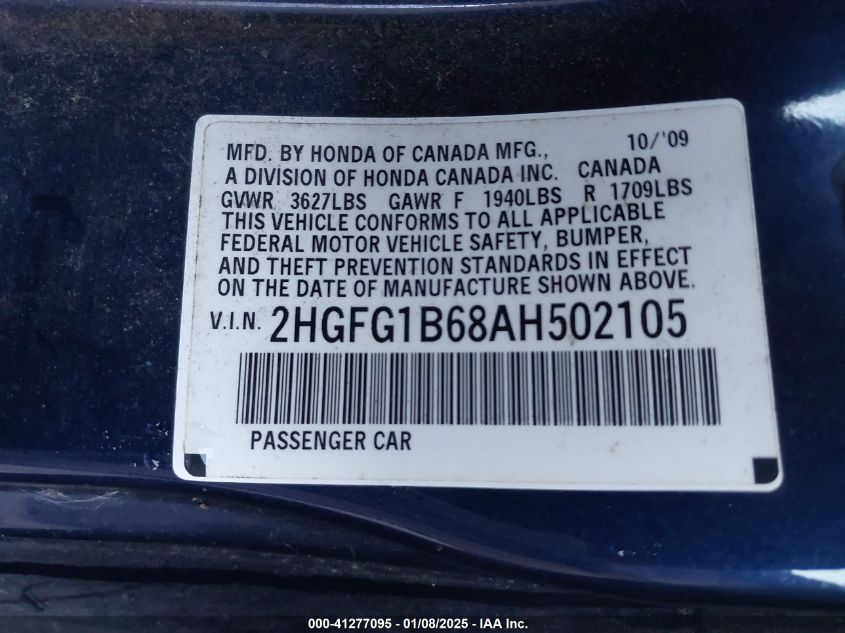 MFD. BY HONDA OF CANADA MFG., 10/'09
A DIVISION OF HONDA CANADA INC. CANADA
GVWR 3627LBS GAWR F 1940LBS R 1709LBS
THIS VEHICLE CONFORMS TO ALL APPLICABLE
FEDERAL MOTOR VEHICLE SAFETY, BUMPER,
AND THEFT PREVENTION STANDARDS IN EFFECT
ON THE DATE OF MANUFACTURE SHOWN ABOVE.
V.I.N. 2HGFG1B68AH502105
PASSENGER CAR
000-41277095 - 01/08/2025 - IAA Inc.